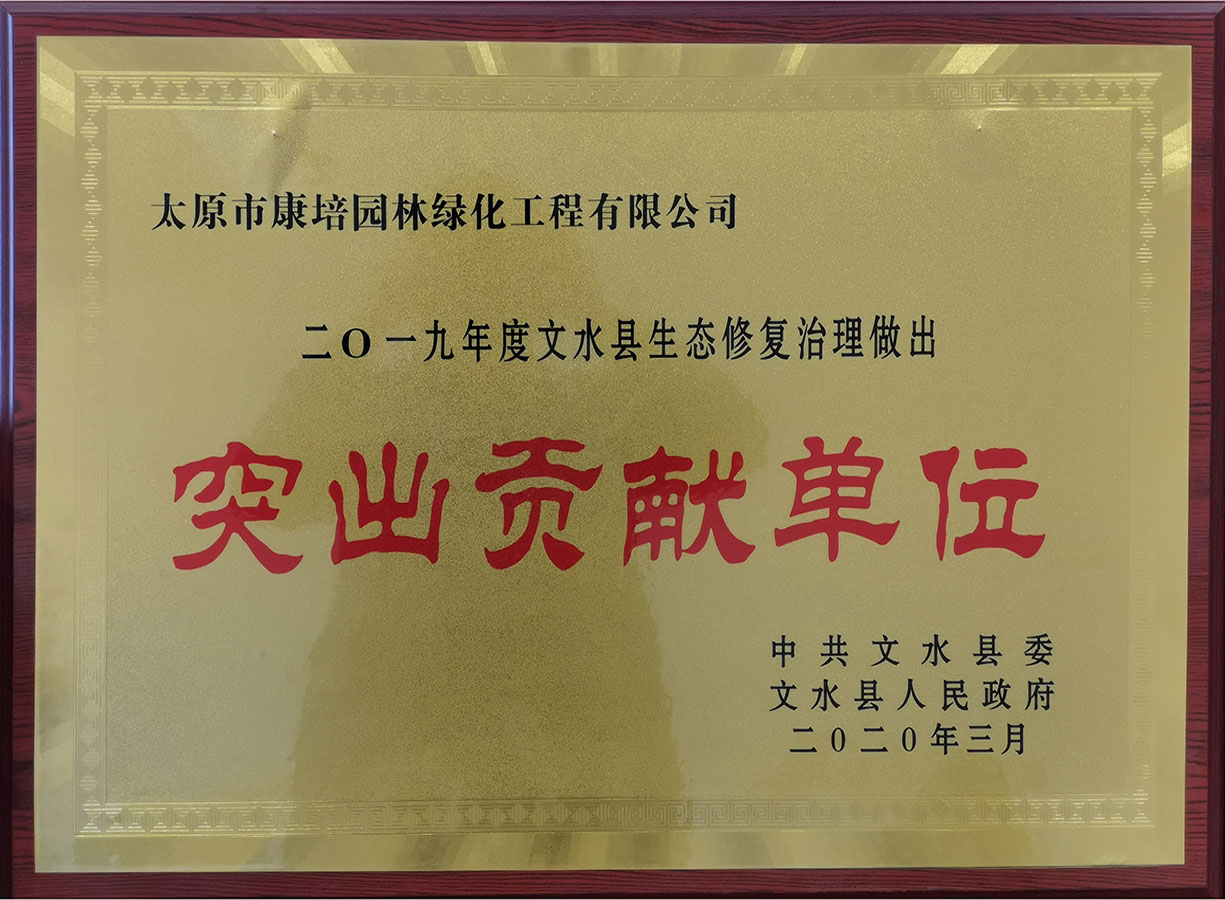 太原市康培园林绿化工程有限公司
二O一九年度文水县生态修复治理做出
突出贡献单位
中共文水县委
文水县人民政府
二O二O年三月